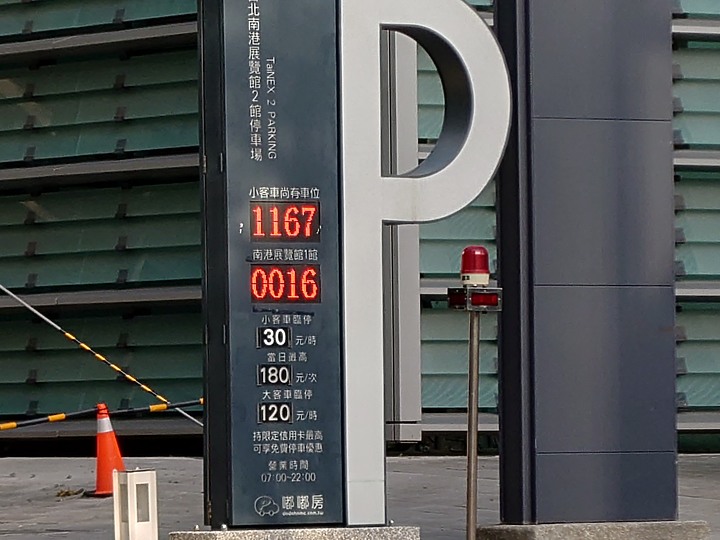 北南港展覽館2館停車場
TaiNEX 2 PARKING
小客車尚有車位
1167
南港展覽館1館
0016
小客車臨停
30 元/時
當日最高
180 元/次
大客車臨停
120 元/時
持限定信用卡最高
可享免費停車優惠
營業時間
07:00~22:00
嘟嘟房
dodohome.com.tw